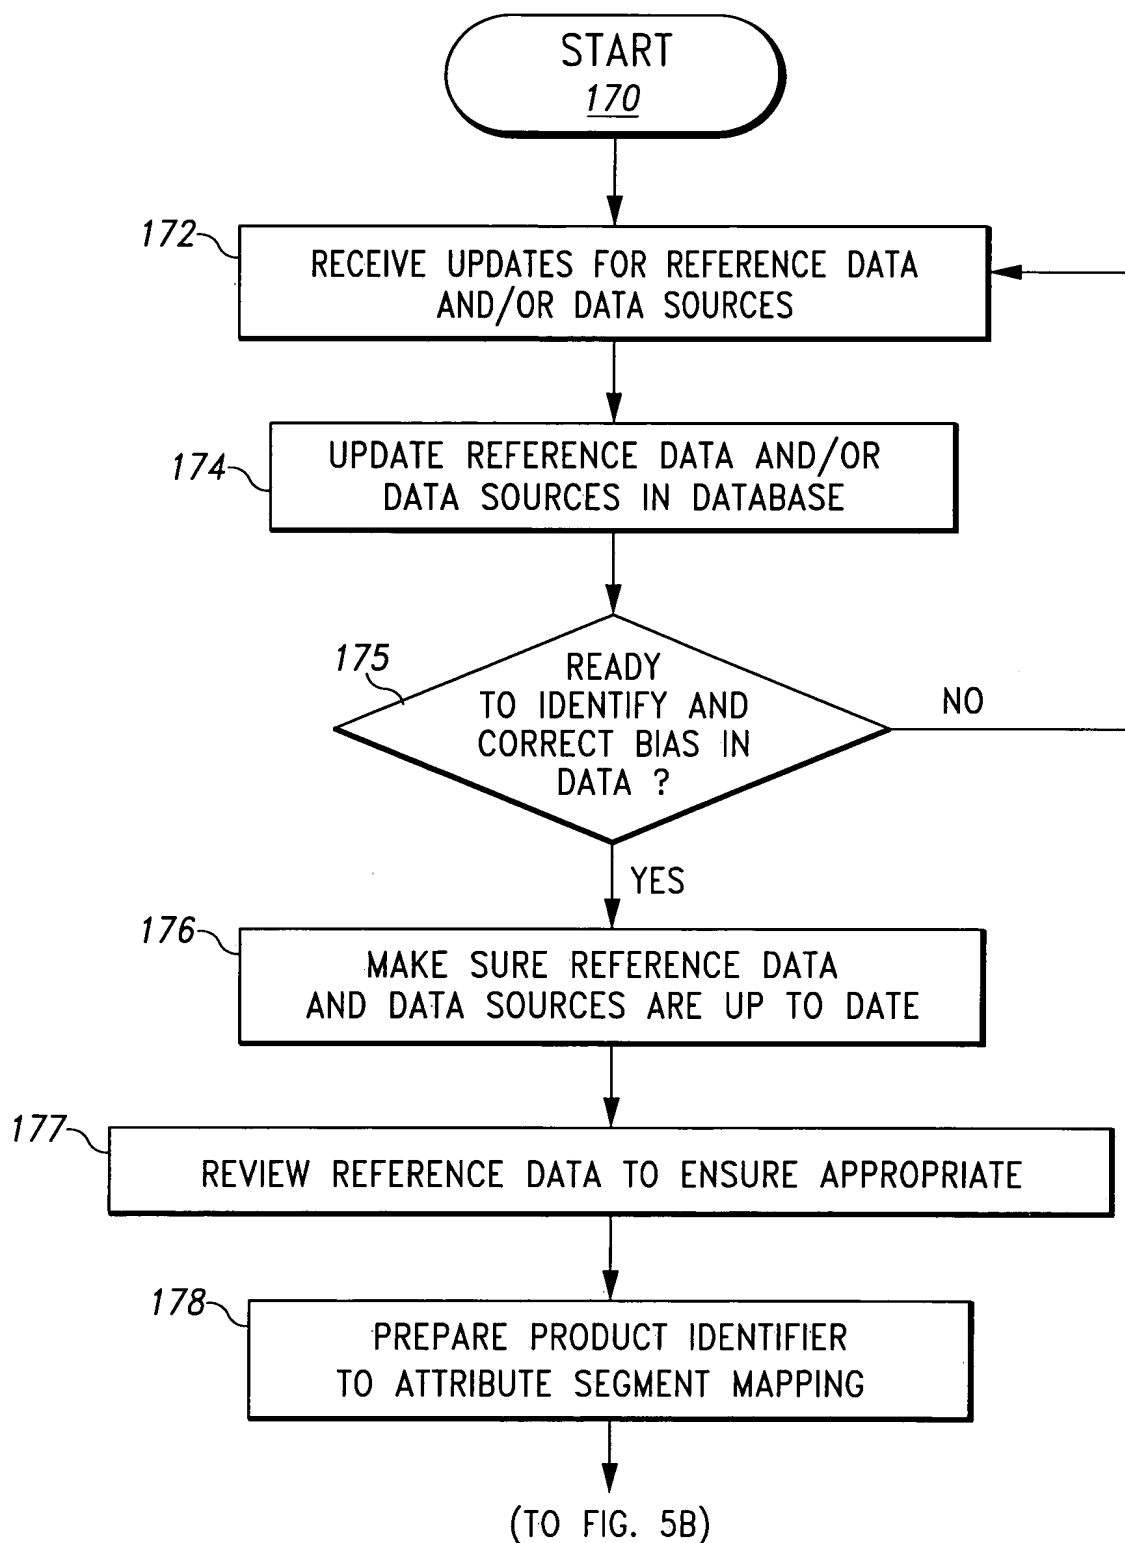 START
170
172
RECEIVE UPDATES FOR REFERENCE DATA
AND/OR DATA SOURCES
174
UPDATE REFERENCE DATA AND/OR
DATA SOURCES IN DATABASE
175
READY
TO IDENTIFY AND
CORRECT BIAS IN
DATA ?
NO
YES
176
MAKE SURE REFERENCE DATA
AND DATA SOURCES ARE UP TO DATE
177
REVIEW REFERENCE DATA TO ENSURE APPROPRIATE
178
PREPARE PRODUCT IDENTIFIER
TO ATTRIBUTE SEGMENT MAPPING
(TO FIG. 5B)